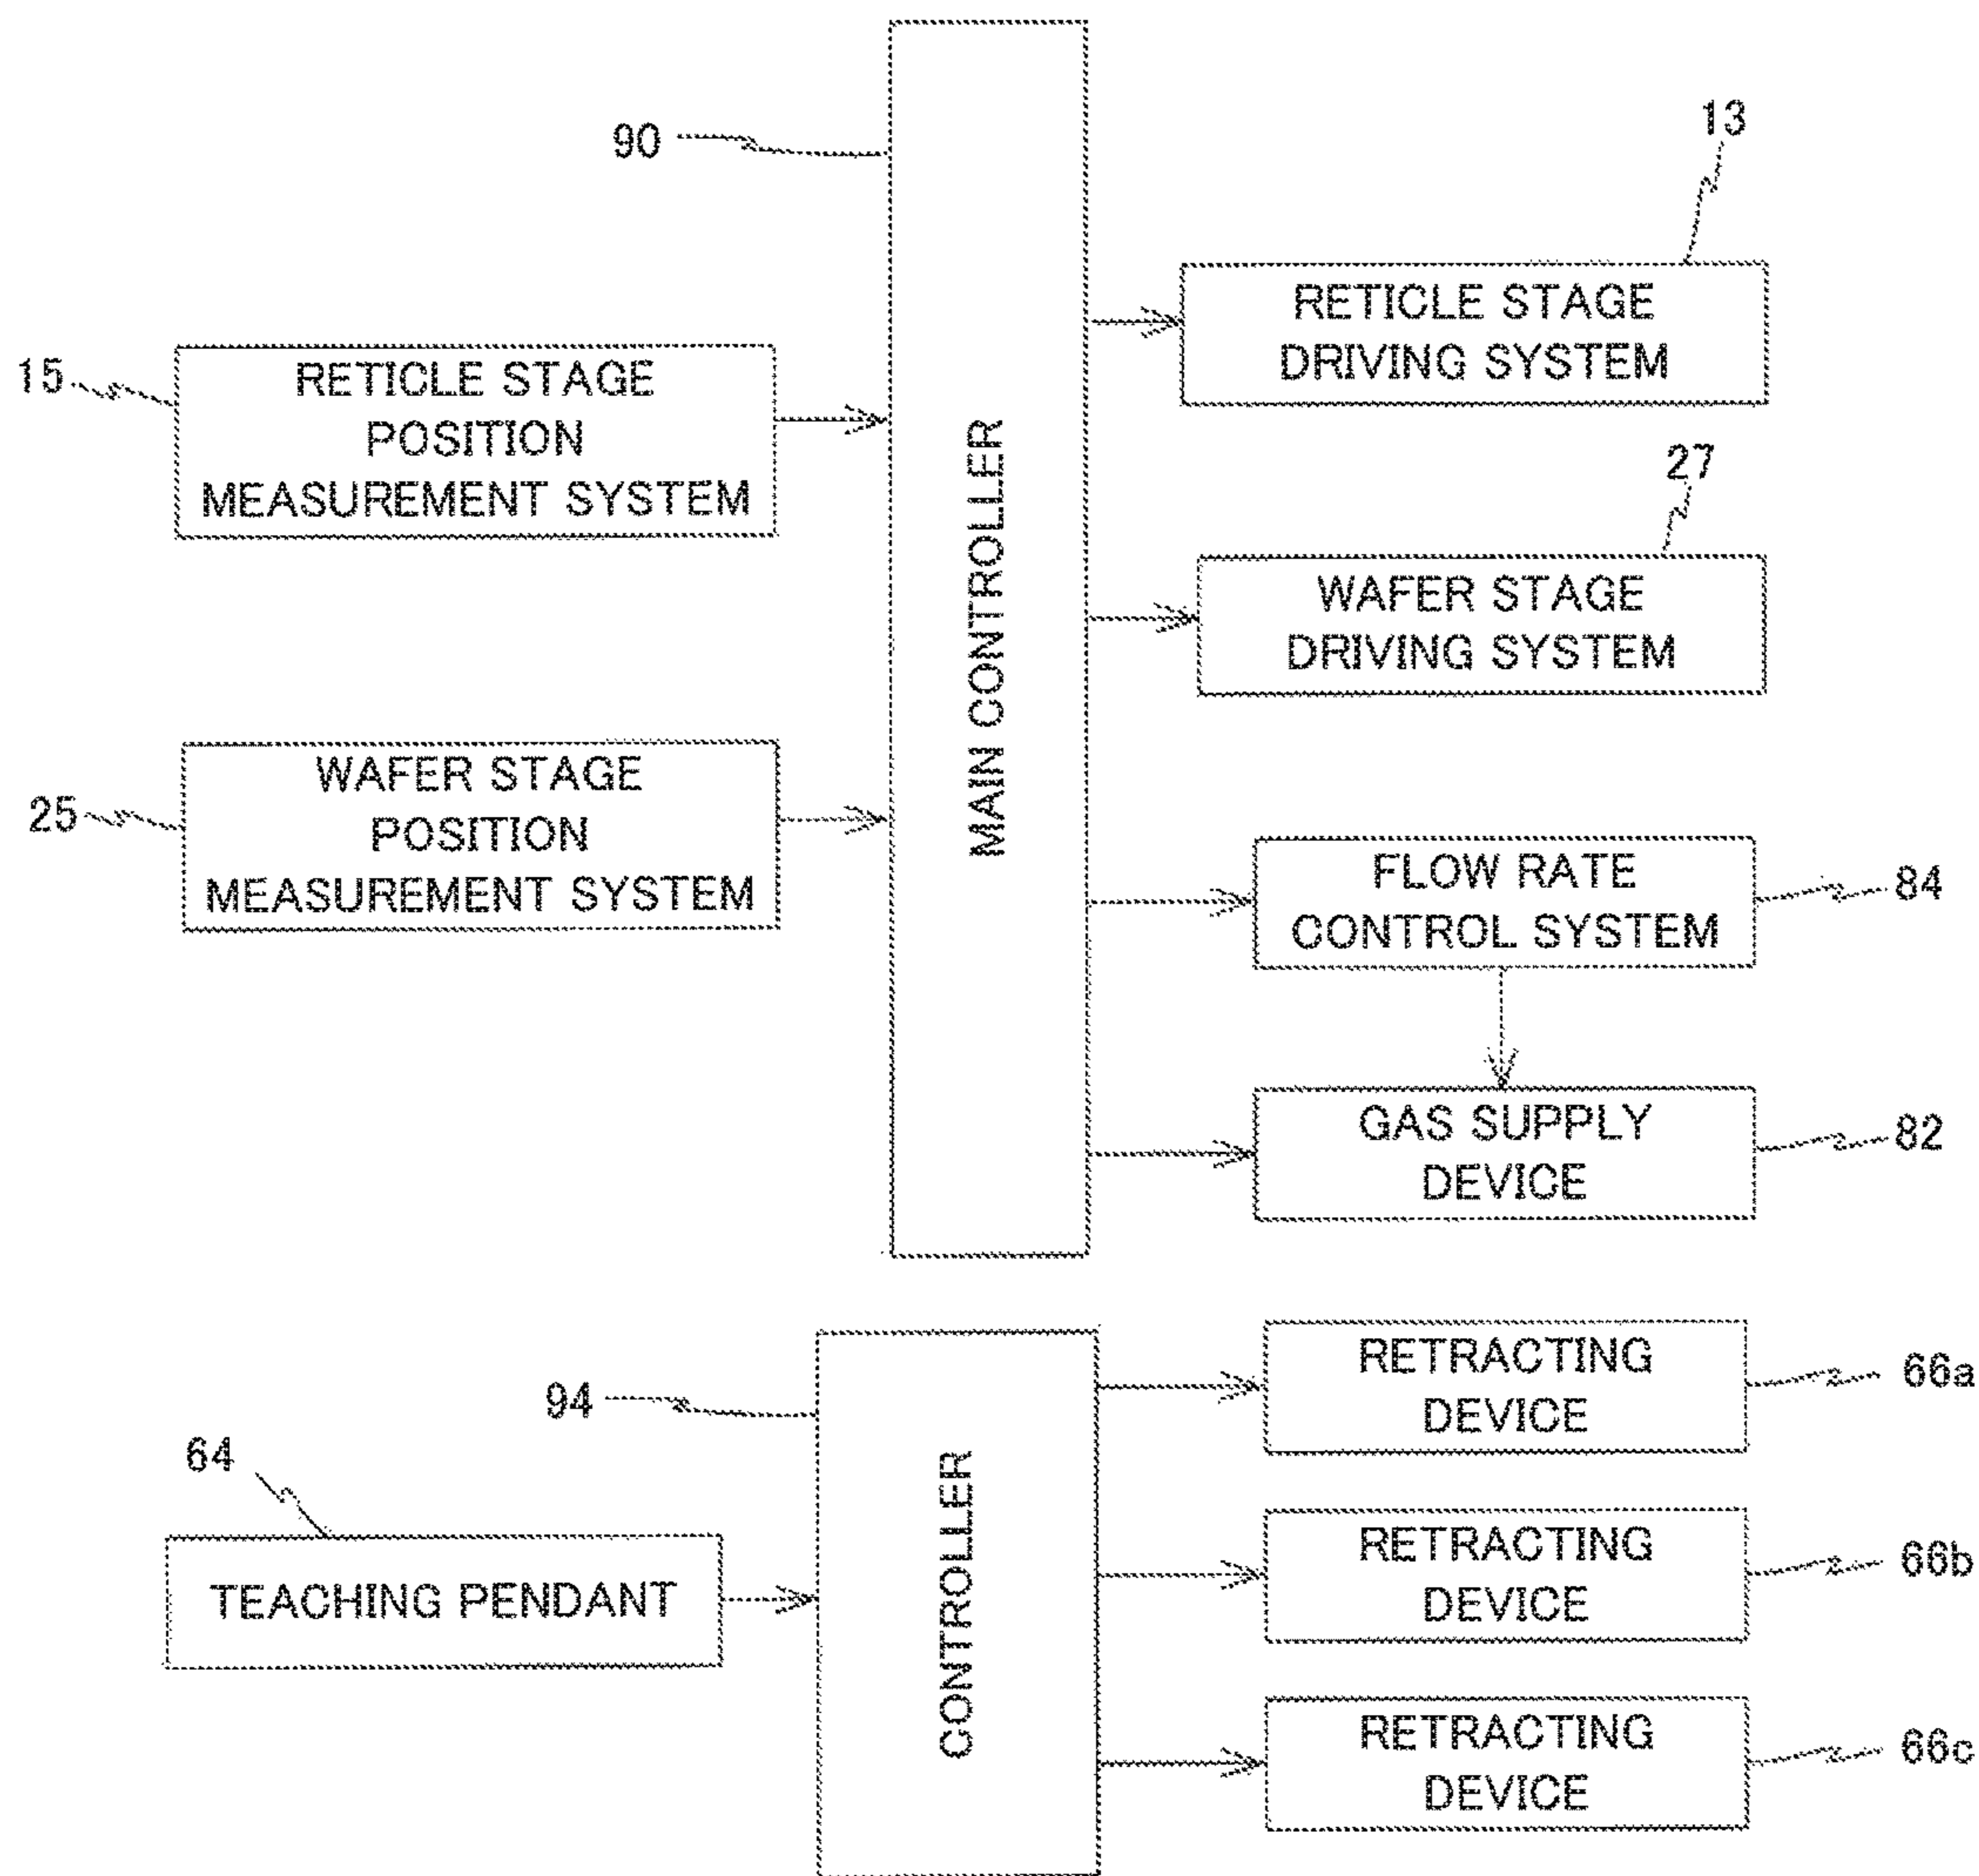 90
13
RETICLE STAGE
DRIVING SYSTEM
15
RETICLE STAGE
POSITION
MEASUREMENT SYSTEM
MAIN CONTROLLER
27
WAFER STAGE
DRIVING SYSTEM
25
WAFER STAGE
POSITION
MEASUREMENT SYSTEM
FLOW RATE
CONTROL SYSTEM
84
GAS SUPPLY
DEVICE
82
94
64
TEACHING PENDANT
CONTROLLER
RETRACTING
DEVICE
66a
RETRACTING
DEVICE
66b
RETRACTING
DEVICE
66c